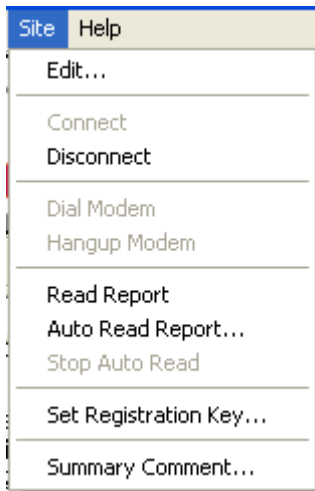 Site Help
Edit...
Connect
Disconnect
Dial Modem
Hangup Modem
Read Report
Auto Read Report...
Stop Auto Read
Set Registration Key...
Summary Comment...